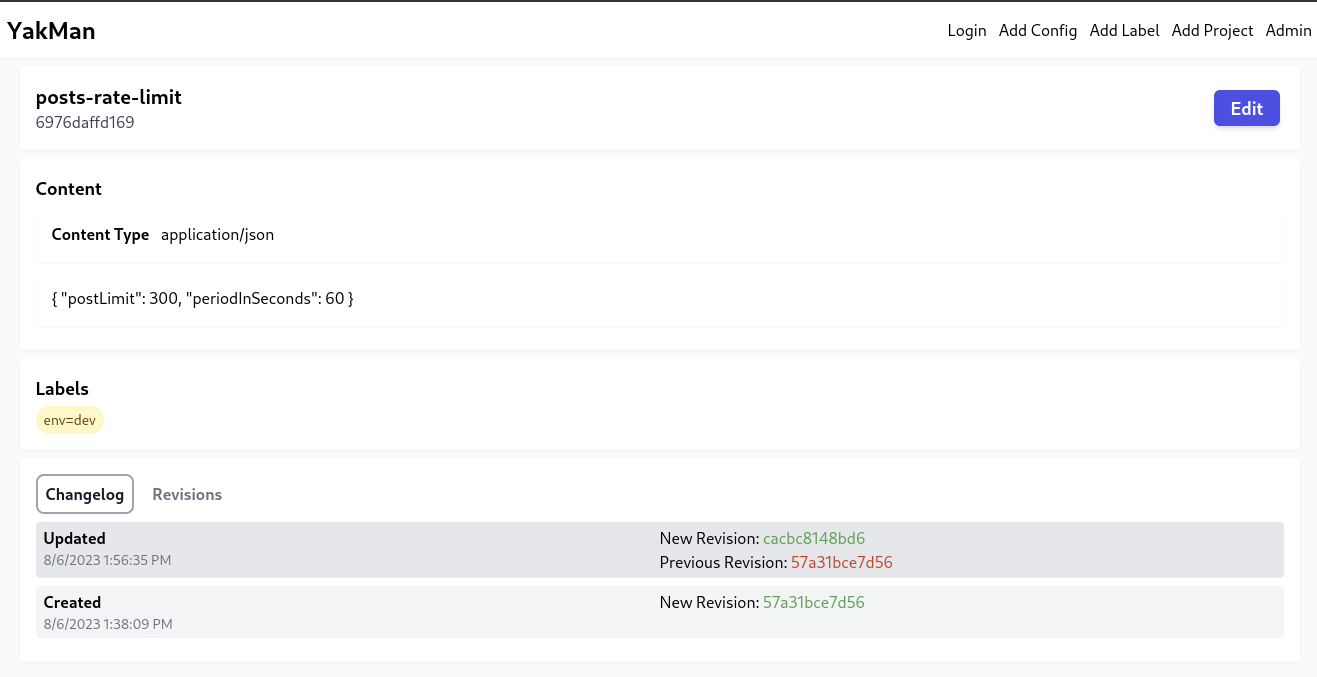 YakMan
Login Add Config Add Label Add Project Admin
posts-rate-limit
6976daffd169
Edit
Content
Content Type application/json
{ "postLimit": 300, "periodInSeconds": 60 }
Labels
env=dev
Changelog Revisions
Updated
8/6/2023 1:56:35 PM
New Revision: cacbc8148bd6
Previous Revision: 57a31bce7d56
Created
8/6/2023 1:38:09 PM
New Revision: 57a31bce7d56